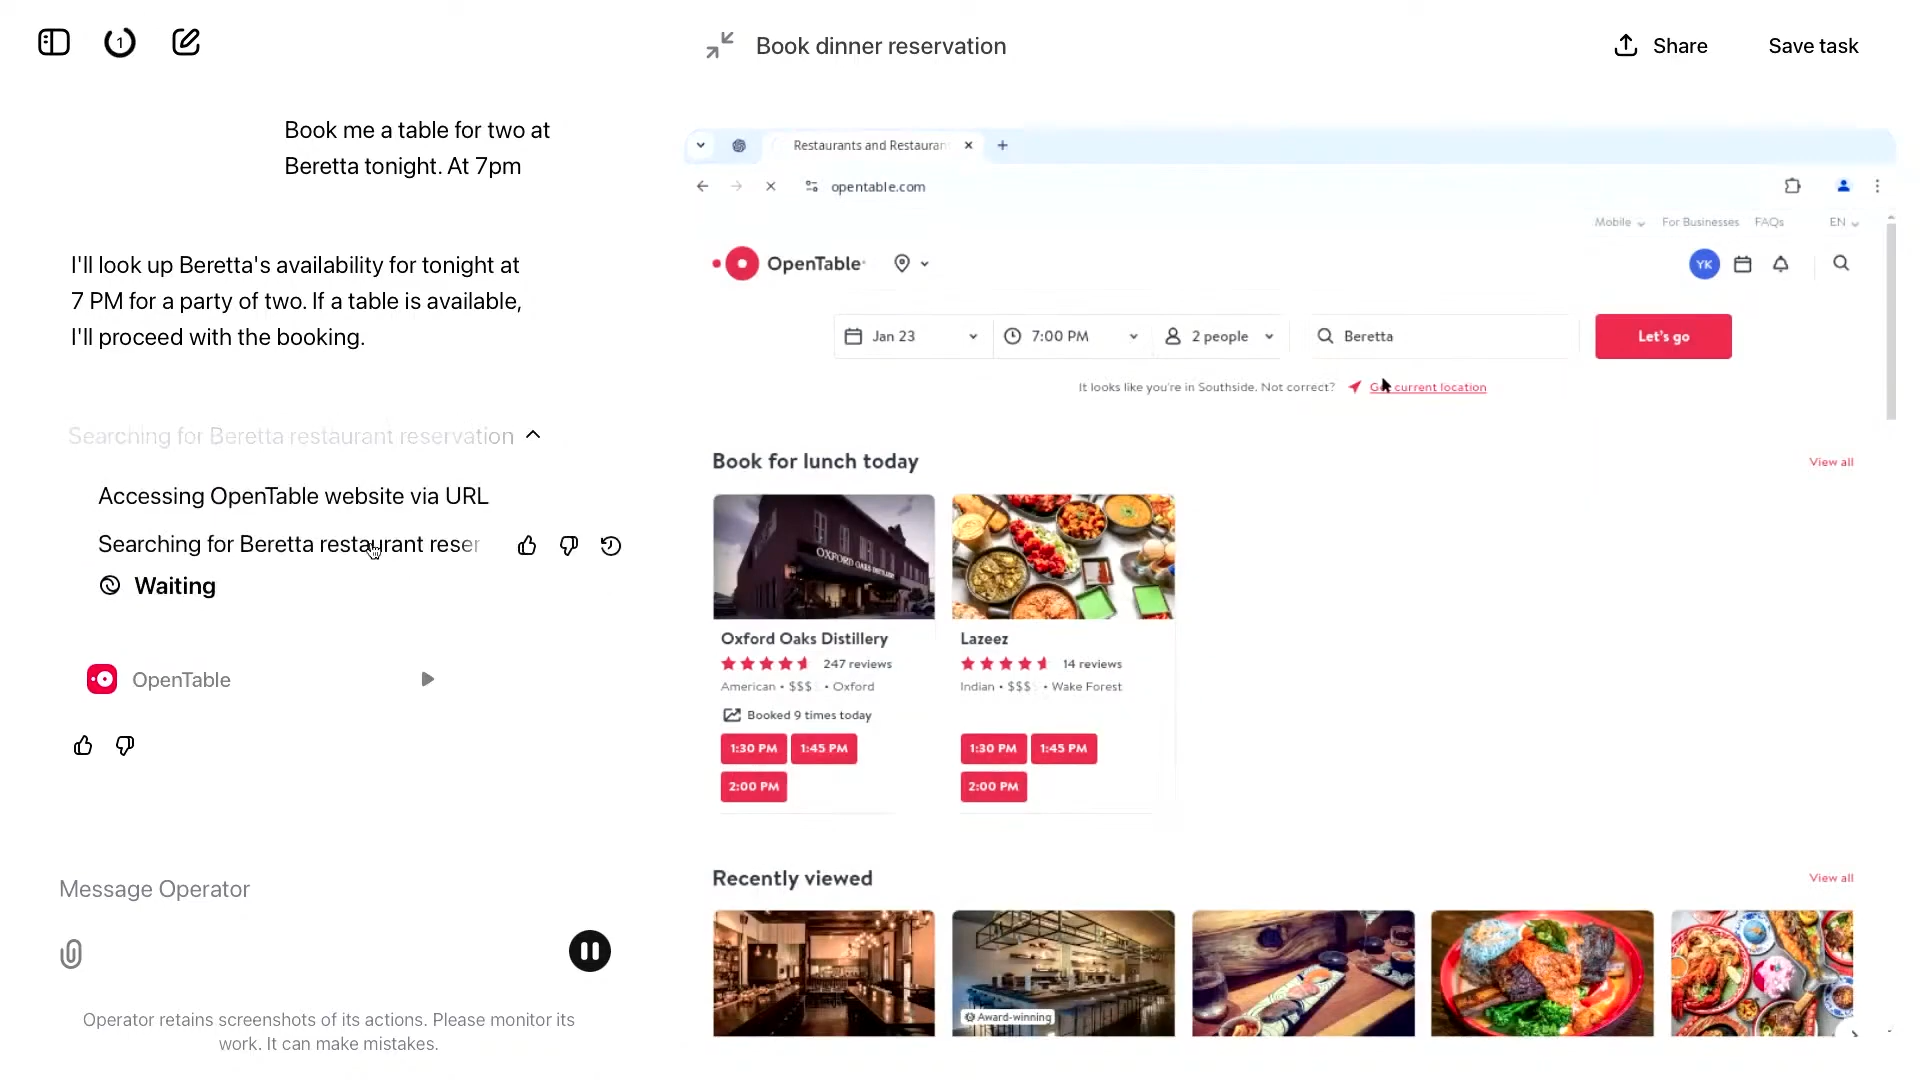 1
Book dinner reservation
Share
Save task
Book me a table for two at
Beretta tonight. At 7pm
I'll look up Beretta's availability for tonight at
7 PM for a party of two. If a table is available,
I'll proceed with the booking.
Searching for Beretta restaurant reservation
Accessing OpenTable website via URL
Searching for Beretta restaurant reser
Waiting
OpenTable
Message Operator
Operator retains screenshots of its actions. Please monitor its
work. It can make mistakes.
Restaurants and Restauran
opentable.com
Mobile
For Businesses
FAQs
EN
OpenTable
YK
Jan 23
7:00 PM
2 people
Beretta
Let's go
It looks like you're in Southside. Not correct?
current location
Book for lunch today
View all
OXFORD OAKS DISTILLERY
Oxford Oaks Distillery
247 reviews
American • $$$ • Oxford
Booked 9 times today
1:30 PM
1:45 PM
2:00 PM
Lazeez
14 reviews
Indian • $$$ • Wake Forest
1:30 PM
1:45 PM
2:00 PM
Recently viewed
View all
Award-winning